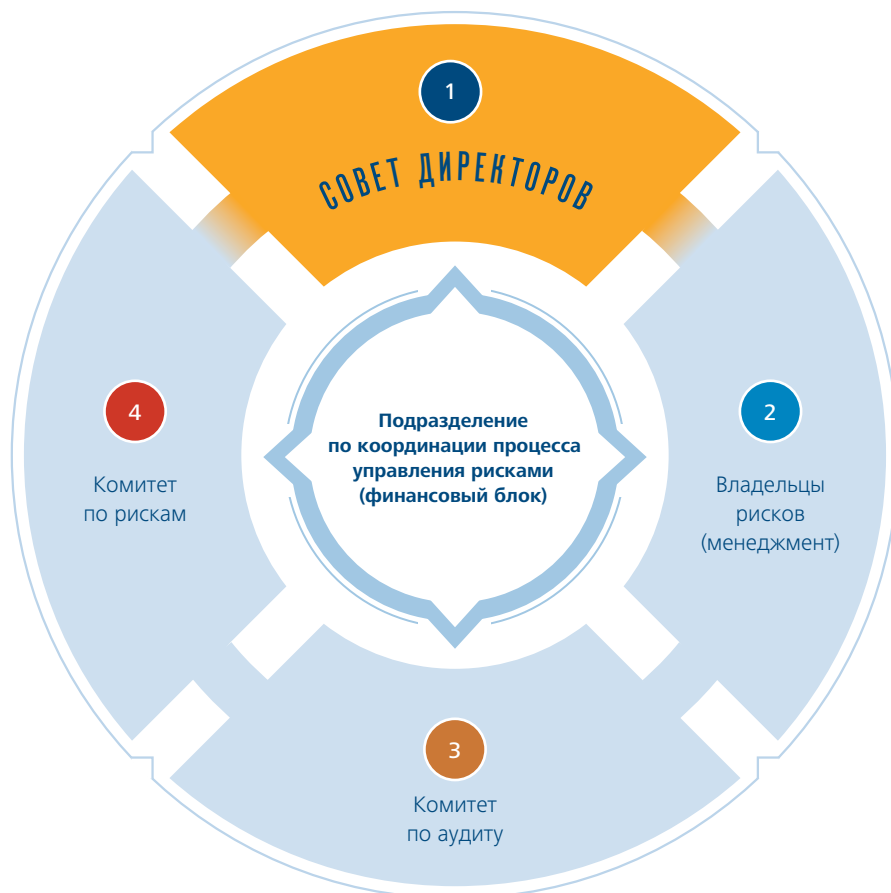 1
СОВЕТ ДИРЕКТОРОВ
Подразделение
по координации процесса
управления рисками
(финансовый блок)
4
Комитет
по рискам
2
Владельцы
рисков
(менеджмент)
3
Комитет
по аудиту